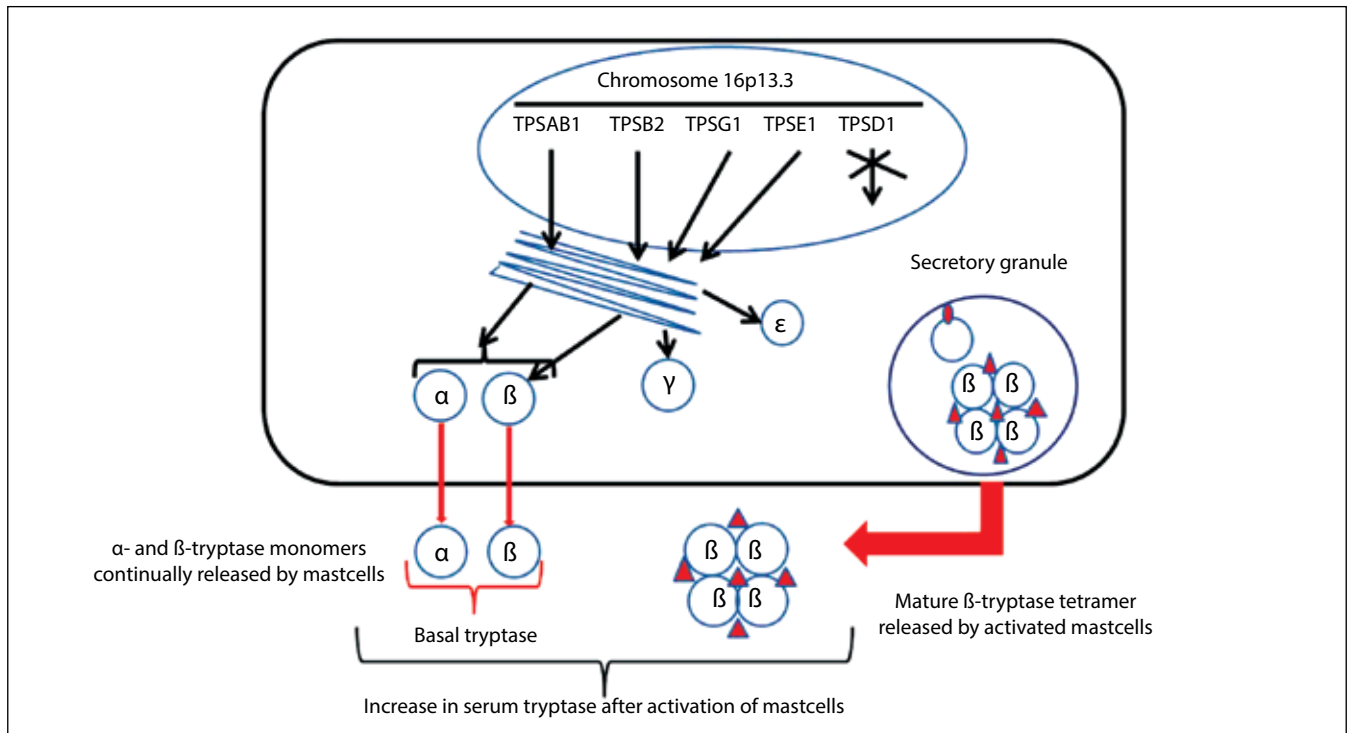 Chromosome 16p13.3
TPSAB1 TPSB2 TPSG1 TPSE1 TPSD1
Secretory granule
ε
α ß γ
ß ß
ß ß
α ß
ß ß
ß ß
α- and ß-tryptase monomers
continually released by mastcells
Basal tryptase
Mature ß-tryptase tetramer
released by activated mastcells
Increase in serum tryptase after activation of mastcells